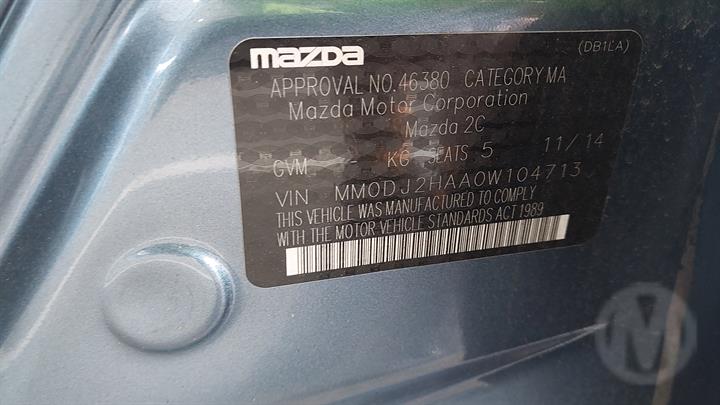 mazda
(DB1LA)
APPROVAL NO.46380 CATEGORY MA
Mazda Motor Corporation
Mazda 2C
GVM - KG SEATS 5 11/14
VIN MM0DJ2HAA0W104713
THIS VEHICLE WAS MANUFACTURED TO COMPLY
WITH THE MOTOR VEHICLE STANDARDS ACT 1989
M